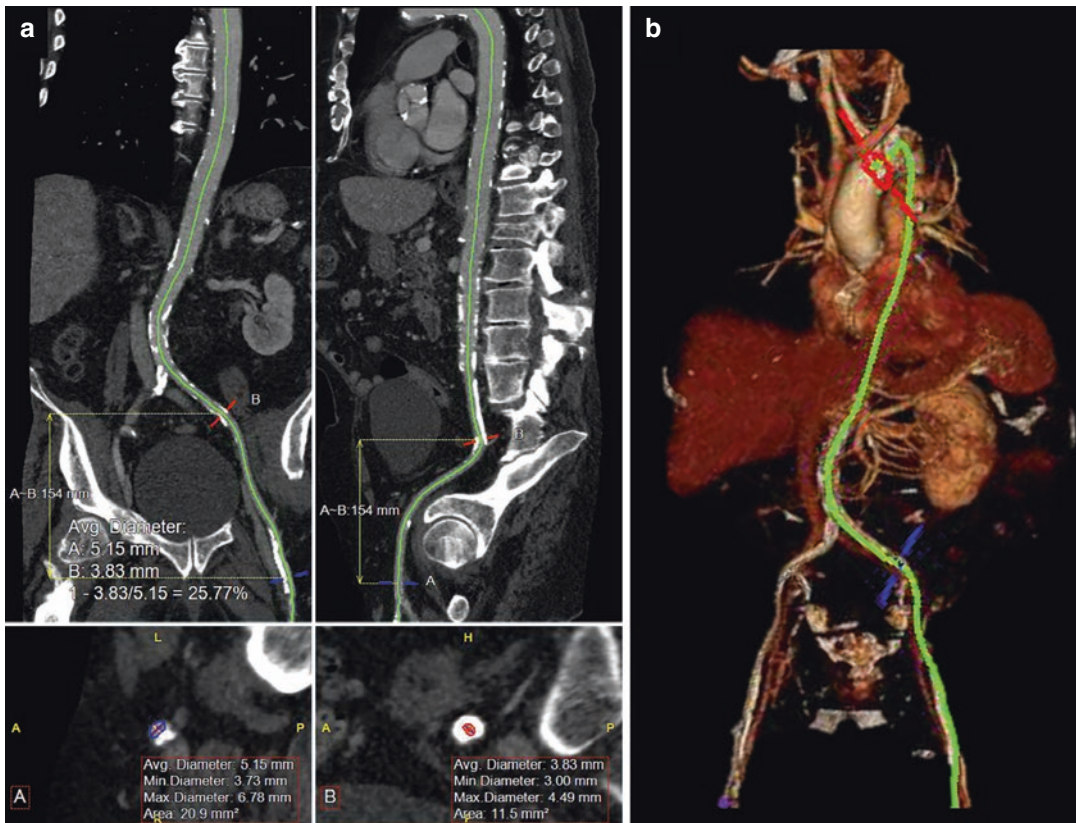 a
b
B
A~B:154 mm
Avg. Diameter:
A: 5.15 mm
B: 3.83 mm
1 - 3.83/5.15 = 25.77%
B
A~B:154 mm
A
L
A
P
Avg. Diameter: 5.15 mm
Min.Diameter: 3.73 mm
Max.Diameter: 6.78 mm
Area: 20.9 mm²
A
H
A
P
Avg. Diameter: 3.83 mm
Min.Diameter: 3.00 mm
Max.Diameter: 4.49 mm
Area: 11.5 mm²
B